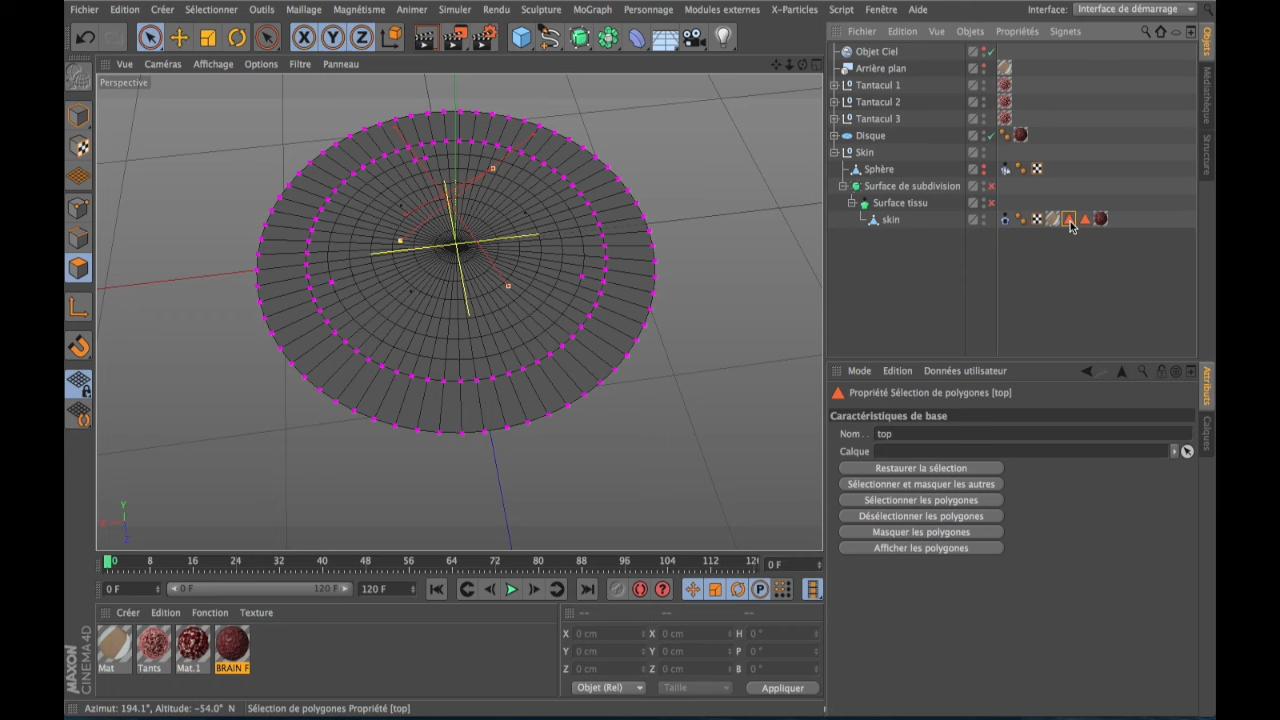 Fichier Edition Créer Sélectionner Outils Maillage Magnétisme Animer Simuler Rendu Sculpture MoGraph Personnage Modules externes X-Particles Script Fenêtre Aide Interface: Interface de démarrage
X Y Z
Vue Caméras Affichage Options Filtre Panneau
Perspective
Fichier Edition Vue Objets Propriétés Signets
Objets
Médiathèque
Structure
Objet Ciel
Arrière plan
Tantacul 1
Tantacul 2
Tantacul 3
Disque
Skin
Sphère
Surface de subdivision
Surface tissu
skin
Mode Edition Données utilisateur
Attributs
Calques
Propriété Sélection de polygones [top]
Caractéristiques de base
Nom . . top
Calque
Restaurer la sélection
Sélectionner et masquer les autres
Sélectionner les polygones
Désélectionner les polygones
Masquer les polygones
Afficher les polygones
Y
X
Z
0 8 16 24 32 40 48 56 64 72 80 88 96 104 112 0 F
0 F 0 F 120 F 120 F
P
Créer Edition Fonction Texture
Mat Tants Mat.1 BRAIN F
-- -- --
X 0 cm X 0 cm H 0 °
Y 0 cm Y 0 cm P 0 °
Z 0 cm Z 0 cm B 0 °
Objet (Rel) Taille Appliquer
MAXON
CINEMA 4D
Azimut: 194.1°, Altitude: -54.0° N Sélection de polygones Propriété [top]